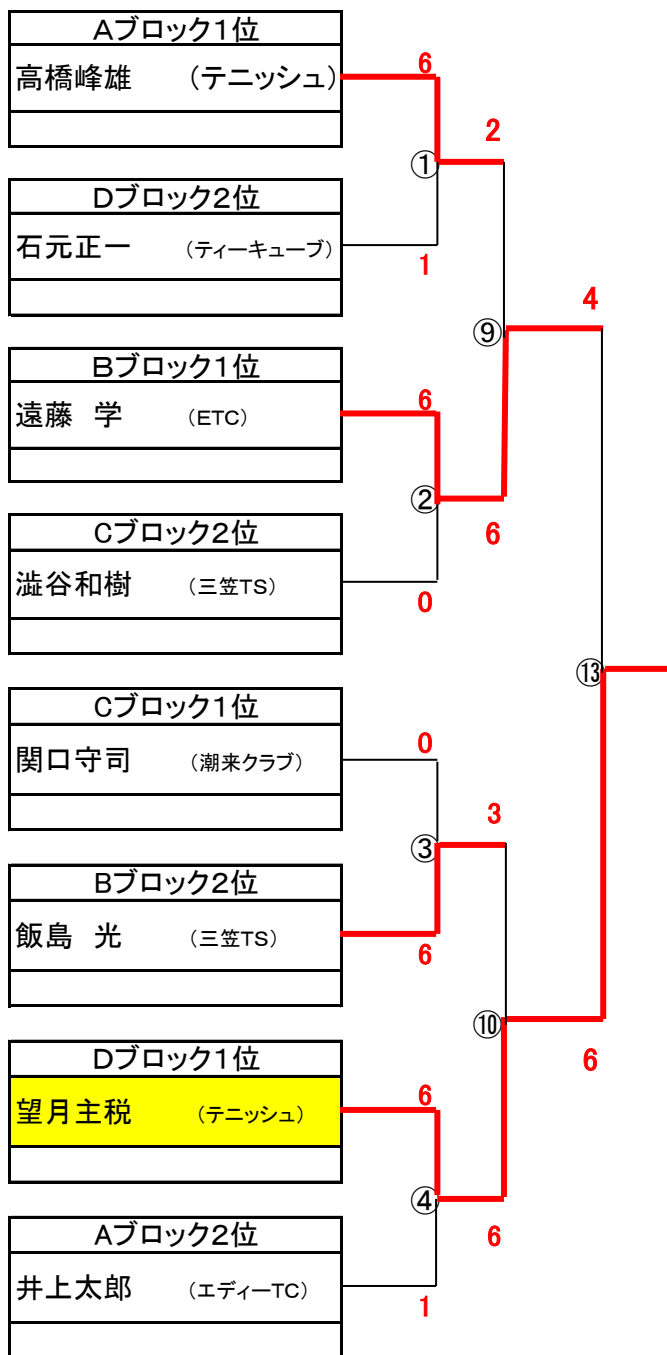 Aブロック1位
高橋峰雄 (テニッシュ)
6
2
①
Dブロック2位
石元正一 (ティーキューブ)
1
4
⑨
Bブロック1位
遠藤 学 (ETC)
6
②
6
Cブロック2位
澁谷和樹 (三笠TS)
0
⑬
Cブロック1位
関口守司 (潮来クラブ)
0
3
③
Bブロック2位
飯島 光 (三笠TS)
6
⑩
6
Dブロック1位
望月主税 (テニッシュ)
6
④
6
Aブロック2位
井上太郎 (エディーTC)
1